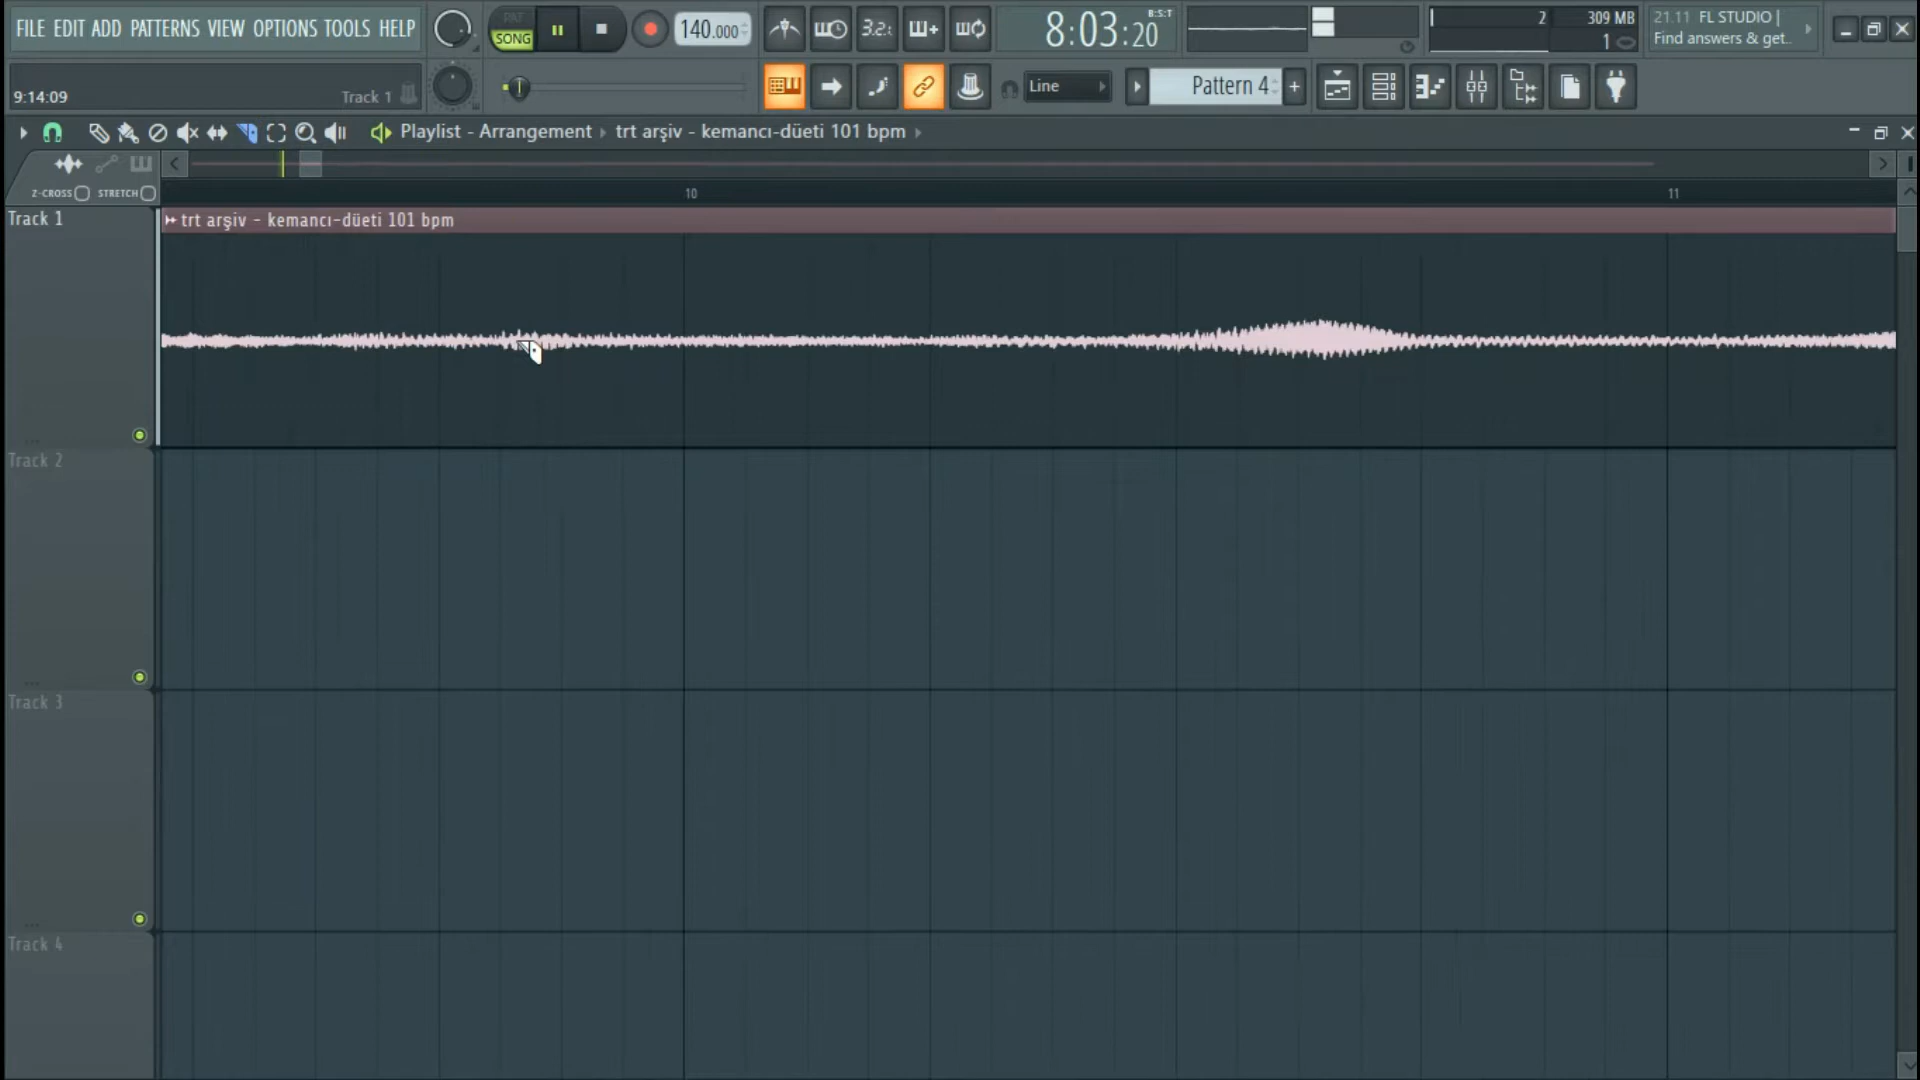 FILE EDIT ADD PATTERNS VIEW OPTIONS TOOLS HELP
PAT
SONG
140.000
3.2.
8:03:20
B:S:T
2
309 MB
1
21.11 FL STUDIO |
Find answers & get..
9:14:09
Track 1
Line
Pattern 4
+
Playlist - Arrangement › trt arşiv - kemancı-düeti 101 bpm ›
Z-CROSS
STRETCH
10
11
Track 1
trt arşiv - kemancı-düeti 101 bpm
...
Track 2
...
Track 3
...
Track 4